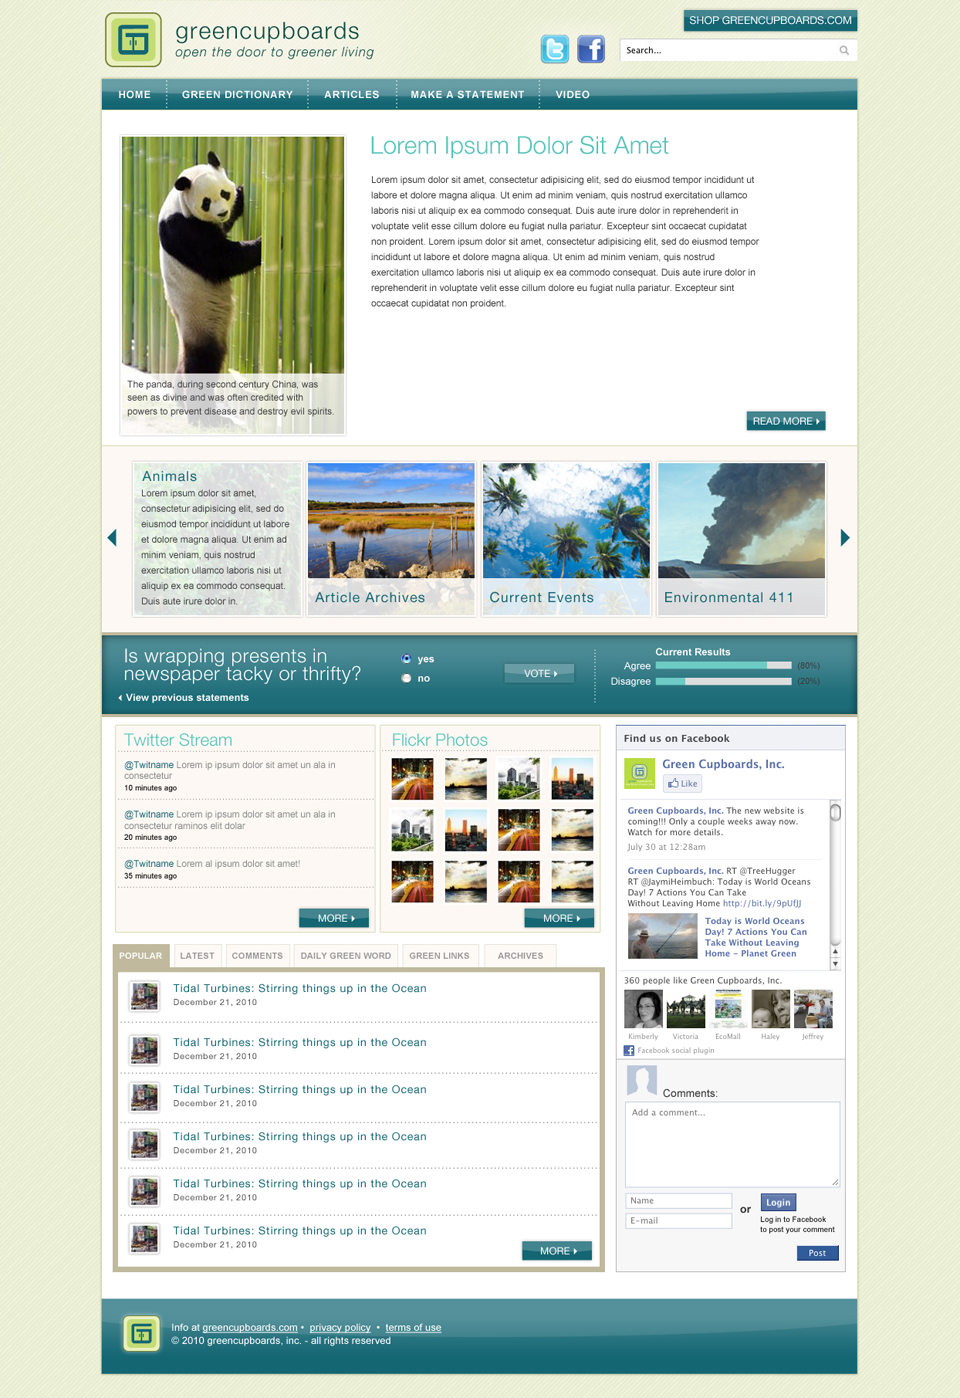 SHOP GREENCUPBOARDS.COM
greencupboards
open the door to greener living
Search...
HOME
GREEN DICTIONARY
ARTICLES
MAKE A STATEMENT
VIDEO
The panda, during second century China, was
seen as divine and was often credited with
powers to prevent disease and destroy evil spirits.
Lorem Ipsum Dolor Sit Amet
Lorem ipsum dolor sit amet, consectetur adipisicing elit, sed do eiusmod tempor incididunt ut
labore et dolore magna aliqua. Ut enim ad minim veniam, quis nostrud exercitation ullamco
laboris nisi ut aliquip ex ea commodo consequat. Duis aute irure dolor in reprehenderit in
voluptate velit esse cillum dolore eu fugiat nulla pariatur. Excepteur sint occaecat cupidatat
non proident. Lorem ipsum dolor sit amet, consectetur adipisicing elit, sed do eiusmod tempor
incididunt ut labore et dolore magna aliqua. Ut enim ad minim veniam, quis nostrud
exercitation ullamco laboris nisi ut aliquip ex ea commodo consequat. Duis aute irure dolor in
reprehenderit in voluptate velit esse cillum dolore eu fugiat nulla pariatur. Excepteur sint
occaecat cupidatat non proident.
READ MORE
Animals
Lorem ipsum dolor sit amet,
consectetur adipisicing elit, sed do
eiusmod tempor incididunt ut labore
et dolore magna aliqua. Ut enim ad
minim veniam, quis nostrud
exercitation ullamco laboris nisi ut
aliquip ex ea commodo consequat.
Duis aute irure dolor in.
Article Archives
Current Events
Environmental 411
Is wrapping presents in
newspaper tacky or thrifty?
View previous statements
yes
no
VOTE
Current Results
Agree (80%)
Disagree (20%)
Twitter Stream
@Twitname Lorem ip ipsum dolor sit amet un ala in
consectetur
10 minutes ago
@Twitname Lorem ip ipsum dolor sit amet un ala in
consectetur raminos elit dolar
20 minutes ago
@Twitname Lorem al ipsum dolor sit amet!
35 minutes ago
MORE
Flickr Photos
MORE
Find us on Facebook
Green Cupboards, Inc.
Like
Green Cupboards, Inc. The new website is
coming!!! Only a couple weeks away now.
Watch for more details.
July 30 at 12:28am
Green Cupboards, Inc. RT @TreeHugger
RT @JaymiHeimbuch: Today is World Oceans
Day! 7 Actions You Can Take
Without Leaving Home http://bit.ly/9pUfJJ
Today is World Oceans
Day! 7 Actions You Can
Take Without Leaving
Home – Planet Green
360 people like Green Cupboards, Inc.
Kimberly
Victoria
EcoMall
Haley
Jeffrey
Facebook social plugin
Comments:
Add a comment...
Name
E-mail
or
Login
Log in to Facebook
to post your comment
Post
POPULAR
LATEST
COMMENTS
DAILY GREEN WORD
GREEN LINKS
ARCHIVES
Tidal Turbines: Stirring things up in the Ocean
December 21, 2010
Tidal Turbines: Stirring things up in the Ocean
December 21, 2010
Tidal Turbines: Stirring things up in the Ocean
December 21, 2010
Tidal Turbines: Stirring things up in the Ocean
December 21, 2010
Tidal Turbines: Stirring things up in the Ocean
December 21, 2010
Tidal Turbines: Stirring things up in the Ocean
December 21, 2010
MORE
Info at greencupboards.com • privacy policy • terms of use
© 2010 greencupboards, inc. - all rights reserved